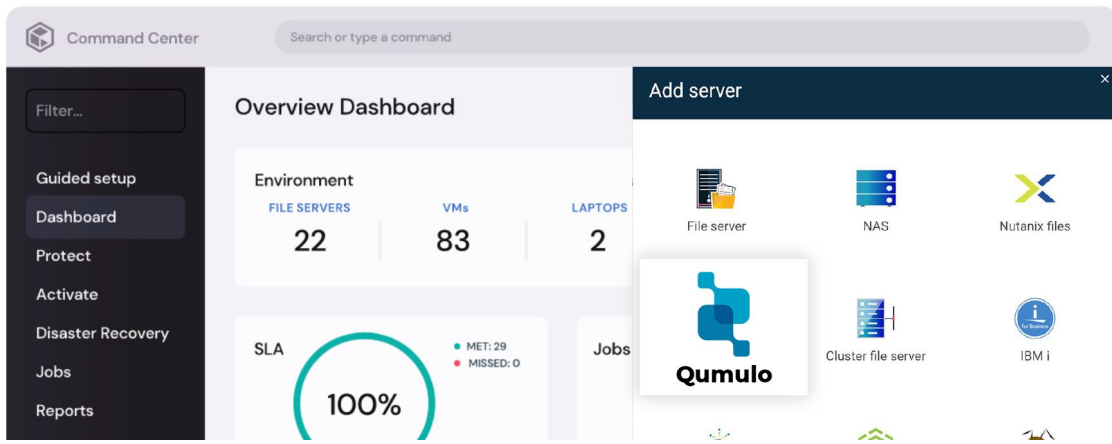 Command Center
Search or type a command
Filter...
Guided setup
Dashboard
Protect
Activate
Disaster Recovery
Jobs
Reports
Overview Dashboard
Environment
FILE SERVERS
22
VMs
83
LAPTOPS
2
SLA
100%
MET: 29
MISSED: 0
Jobs
Add server
×
File server
NAS
Nutanix files
Qumulo
Cluster file server
i
for Business
IBM i